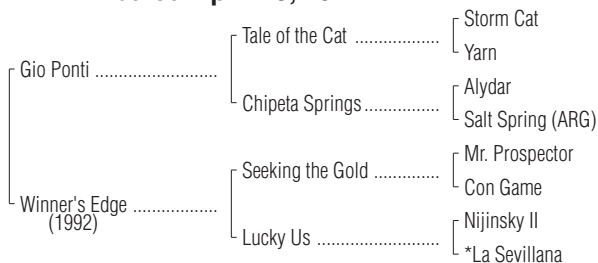 Storm Cat
Tale of the Cat ..................
Yarn
Gio Ponti ..........................
Alydar
Chipeta Springs ................
Salt Spring (ARG)
Mr. Prospector
Seeking the Gold ..............
Con Game
Winner's Edge ..................
(1992)
Nijinsky II
Lucky Us ..........................
*La Sevillana